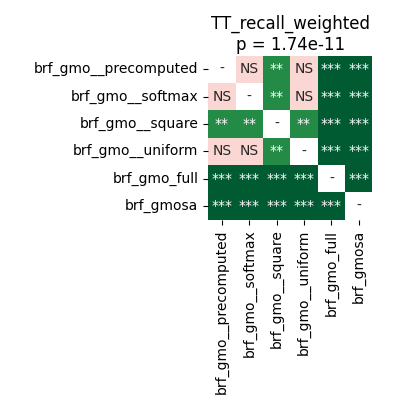 TT_recall_weighted
p = 1.74e-11
brf_gmo__precomputed - NS ** NS *** ***
brf_gmo__softmax NS - ** NS *** ***
brf_gmo__square ** ** - ** *** ***
brf_gmo__uniform NS NS ** - *** ***
brf_gmo_full *** *** *** *** - ***
brf_gmosa *** *** *** *** *** -
brf_gmo__precomputed
brf_gmo__softmax
brf_gmo__square
brf_gmo__uniform
brf_gmo_full
brf_gmosa